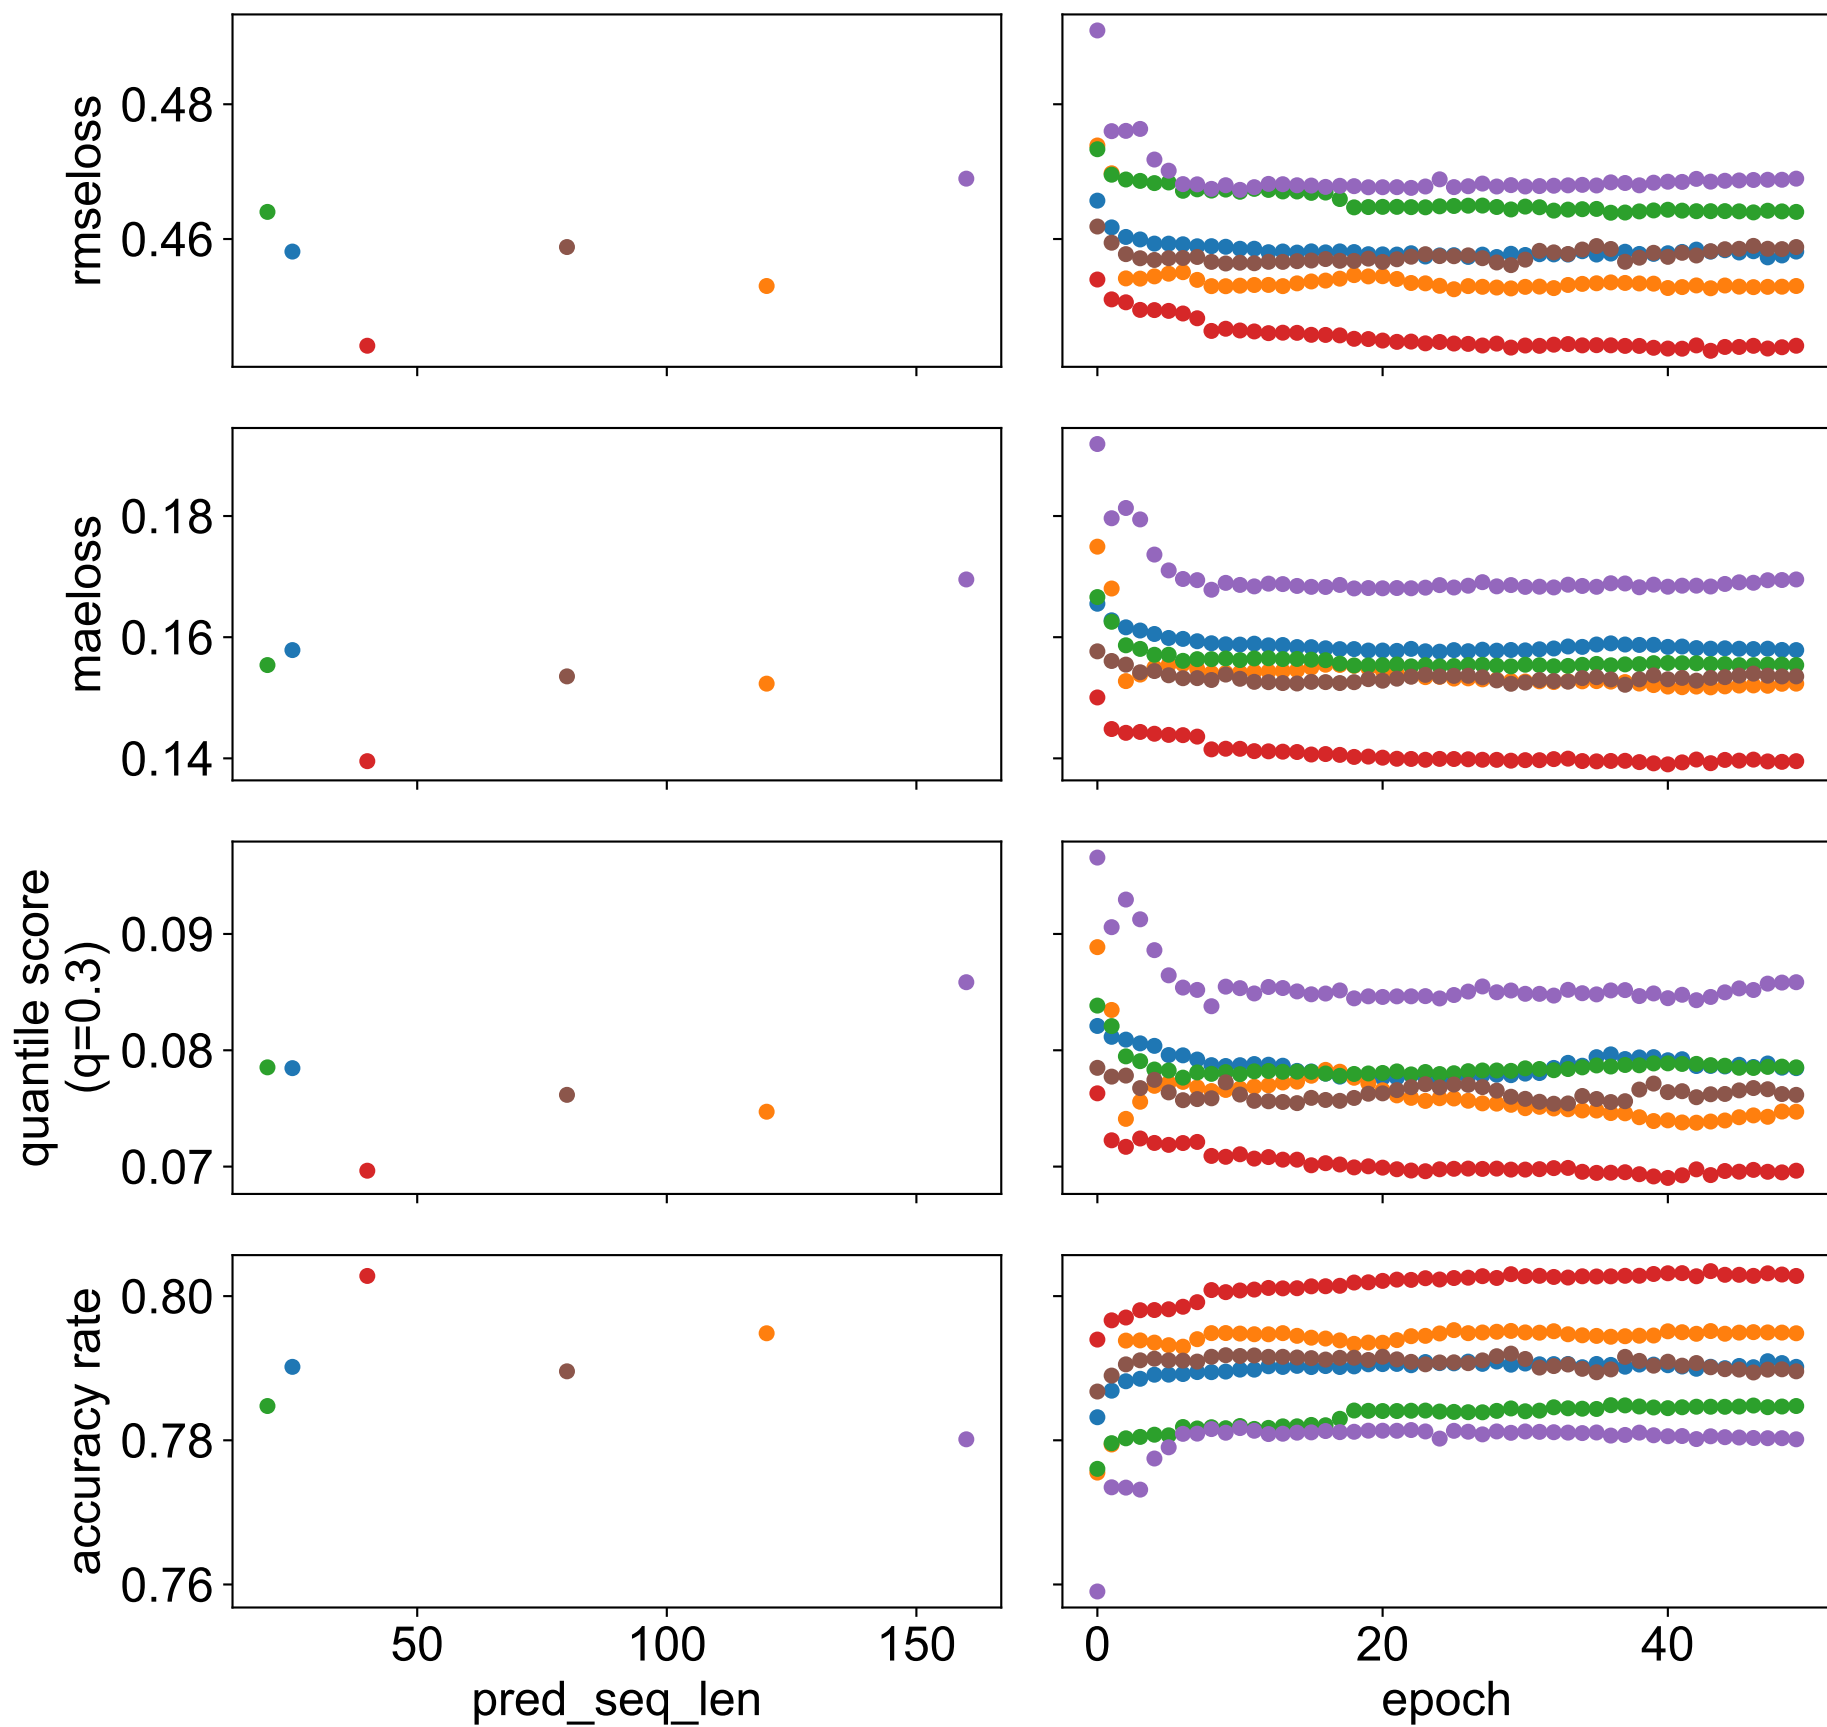 rmseloss
0.48
0.46
maeloss
0.18
0.16
0.14
quantile score
(q=0.3)
0.09
0.08
0.07
accuracy rate
0.80
0.78
0.76
50 100 150
pred_seq_len
0 20 40
epoch